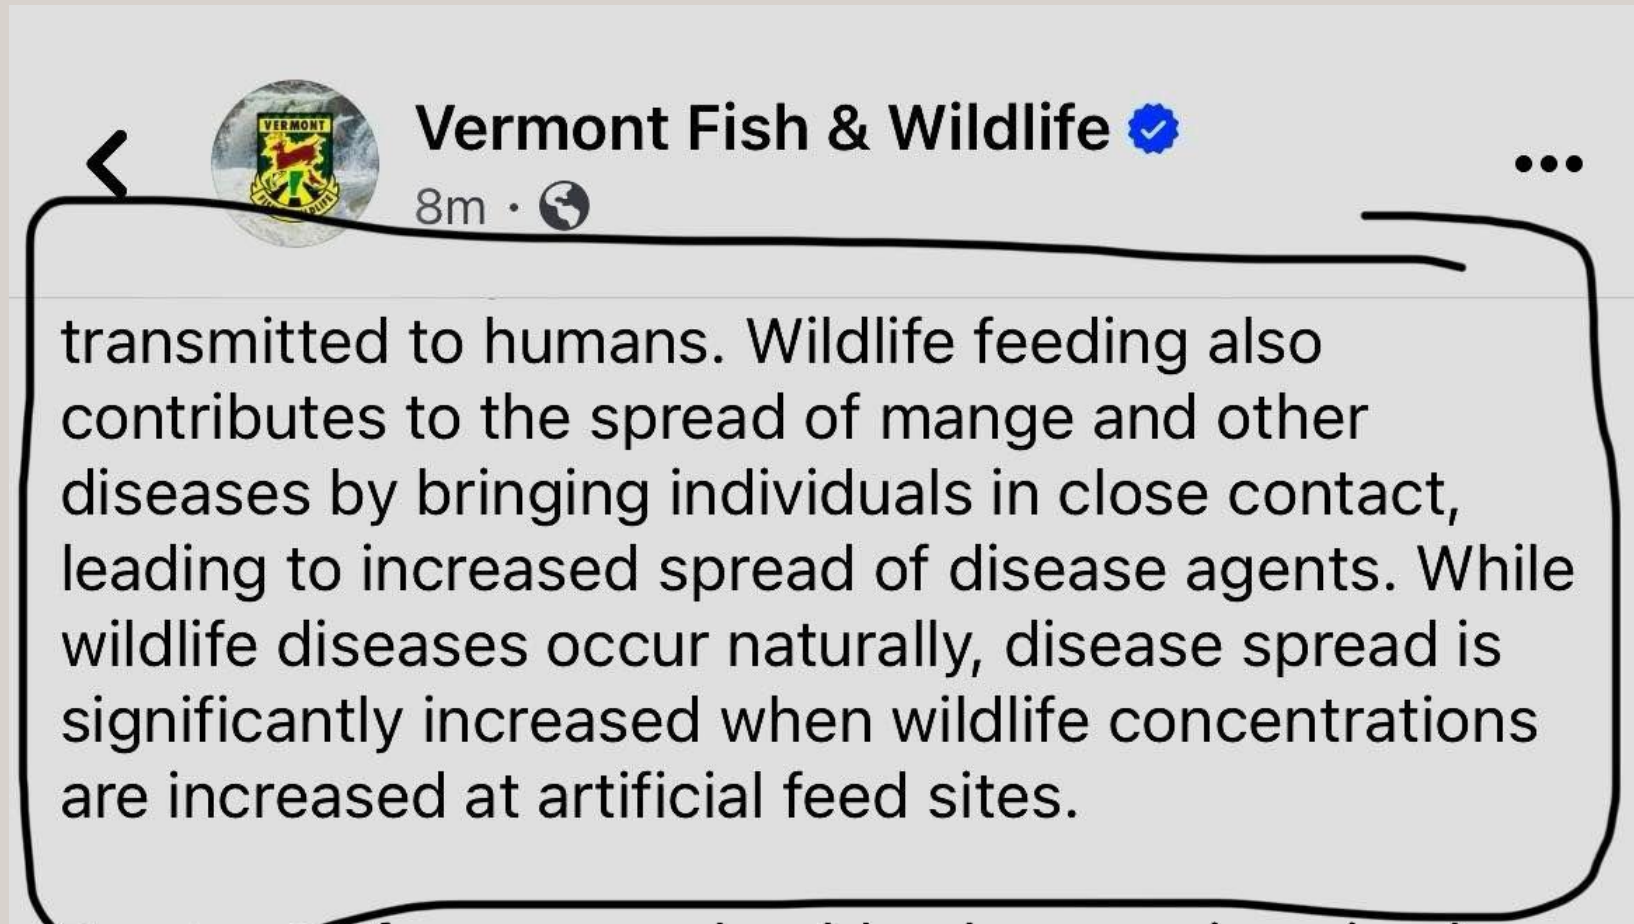 Vermont Fish & Wildlife
8m ·
VERMONT
transmitted to humans. Wildlife feeding also
contributes to the spread of mange and other
diseases by bringing individuals in close contact,
leading to increased spread of disease agents. While
wildlife diseases occur naturally, disease spread is
significantly increased when wildlife concentrations
are increased at artificial feed sites.